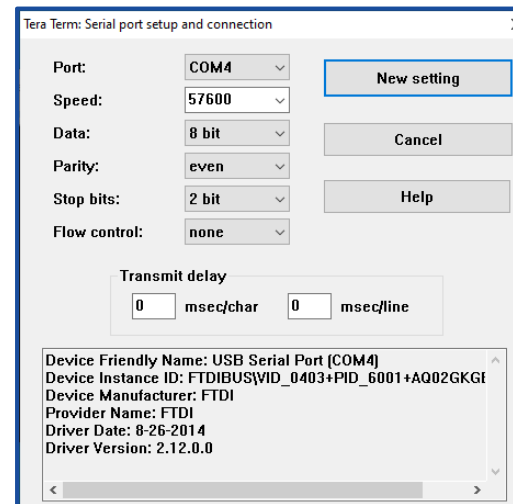 Tera Term: Serial port setup and connection
Port: COM4 New setting
Speed: 57600
Data: 8 bit Cancel
Parity: even
Stop bits: 2 bit Help
Flow control: none
Transmit delay
0 msec/char 0 msec/line
Device Friendly Name: USB Serial Port (COM4)
Device Instance ID: FTDIBUS\VID_0403+PID_6001+AQ02GKGE
Device Manufacturer: FTDI
Provider Name: FTDI
Driver Date: 8-26-2014
Driver Version: 2.12.0.0